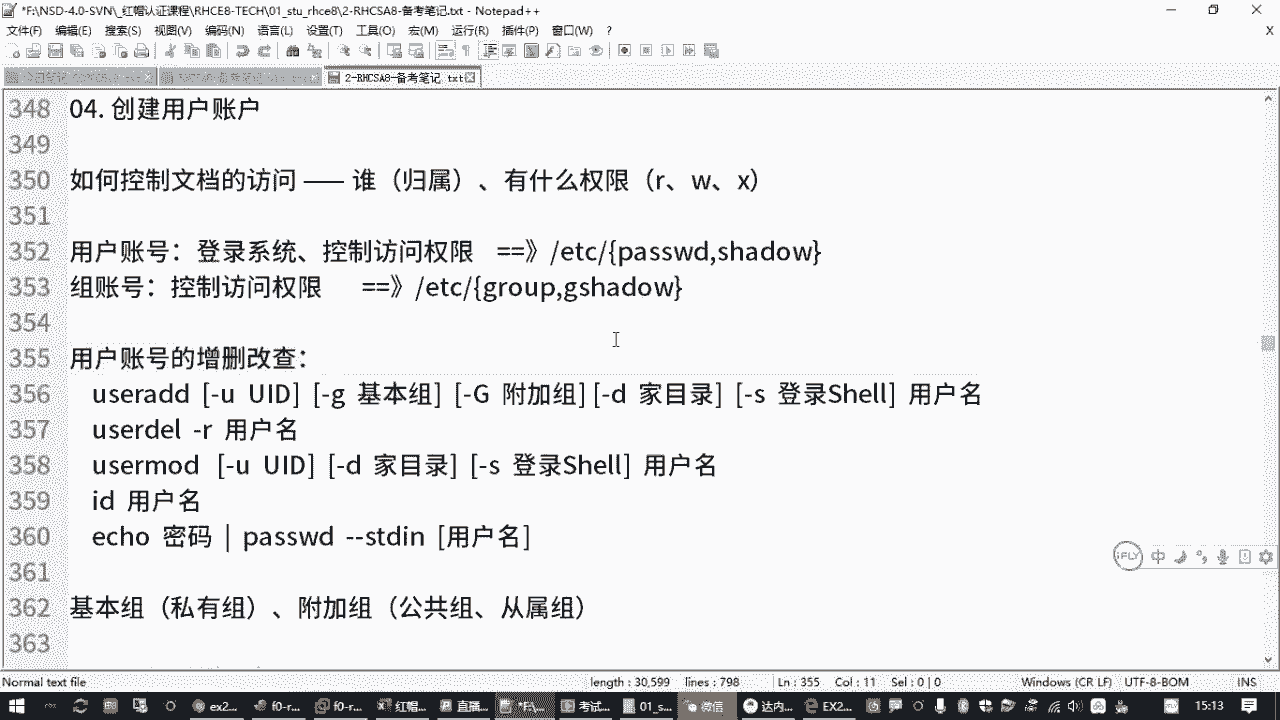 *F:\NSD-4.0-SVN\_红帽认证课程\RHCE8-TECH\01_stu_rhce8\2-RHCSA8-备考笔记.txt - Notepad++
文件(F) 编辑(E) 搜索(S) 视图(V) 编码(N) 语言(L) 设置(T) 工具(O) 宏(M) 运行(R) 插件(P) 窗口(W) ? X
2-RHCSA8-备考笔记.txt
348 04. 创建用户账户
349
350 如何控制文档的访问 —— 谁（归属）、有什么权限（r、w、x）
351
352 用户账号：登录系统、控制访问权限 ==》/etc/{passwd,shadow}
353 组账号：控制访问权限 ==》/etc/{group,gshadow}
354
355 用户账号的增删改查：
356 useradd [-u UID] [-g 基本组] [-G 附加组] [-d 家目录] [-s 登录Shell] 用户名
357 userdel -r 用户名
358 usermod [-u UID] [-d 家目录] [-s 登录Shell] 用户名
359 id 用户名
360 echo 密码 | passwd --stdin [用户名]
361
362 基本组（私有组）、附加组（公共组、从属组）
363
iFLY 中
Normal text file length : 30,599 lines : 798 Ln : 355 Col : 11 Sel : 0 | 0 Windows (CR LF) UTF-8-BOM INS
ex2... f0-r... f0-r... 红帽... 直播... *F\... 考试... 01_s... 微信 达内... EX2... 15:13